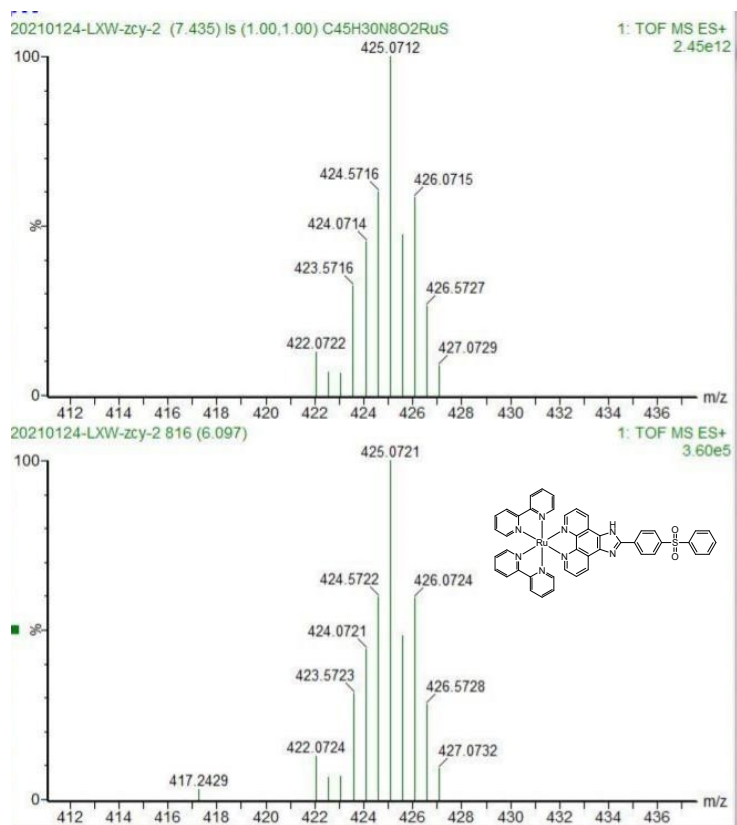 20210124-LXW-zcy-2 (7.435) Is (1.00,1.00) C45H30N8O2RuS
1: TOF MS ES+
2.45e12
425.0712
100
424.5716
426.0715
424.0714
%
423.5716
426.5727
422.0722
427.0729
0
m/z
412 414 416 418 420 422 424 426 428 430 432 434 436
20210124-LXW-zcy-2 816 (6.097)
1: TOF MS ES+
3.60e5
425.0721
100
424.5722
426.0724
424.0721
%
423.5723
426.5728
422.0724
427.0732
417.2429
0
m/z
412 414 416 418 420 422 424 426 428 430 432 434 436
N
N N H N O
Ru S
N N N O
N